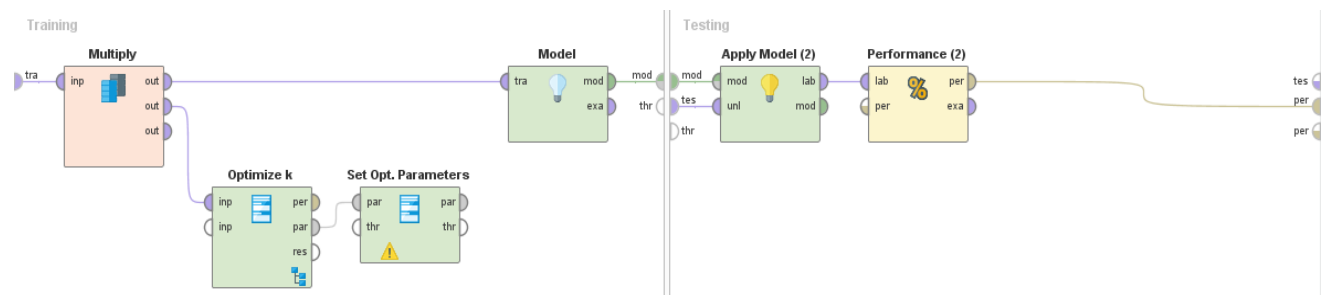 Training
Testing
Multiply
Model
Apply Model (2)
Performance (2)
tra
inp
out
tra
mod
mod
mod
mod
lab
lab
per
tes
out
exa
thr
tes
unl
mod
per
exa
per
out
thr
per
Optimize k
Set Opt. Parameters
inp
per
par
par
inp
par
thr
thr
res